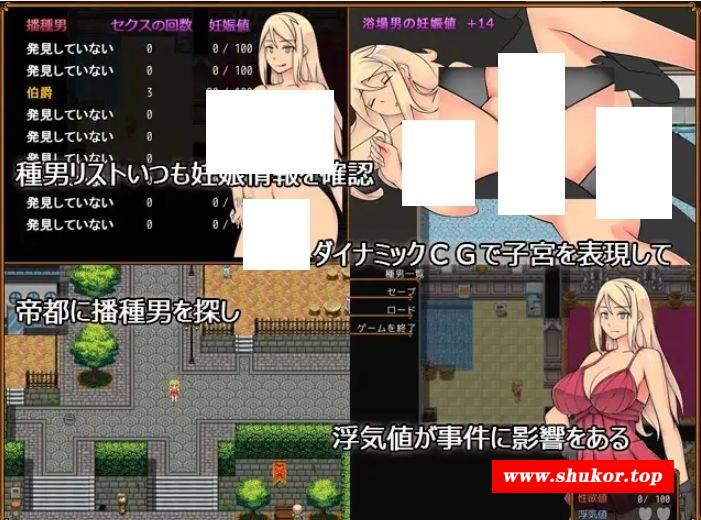 播種男 セクスの回数 妊娠値
発見していない 0 0 / 100
発見していない 0 0 / 100
伯爵 3
発見していない 0
発見していない 0
発見していない 0
種男リストいつも妊娠情報を確認
発見していない 0
発見していない 0
浴場男の妊娠値 +14
ダイナミックＣＧで子宮を表現して
帝都に播種男を探し
種男一覧
セーブ
ロード
ゲームを終了
浮気値が事件に影響をある
www.shukor.top
性欲値 0 / 100
浮気値